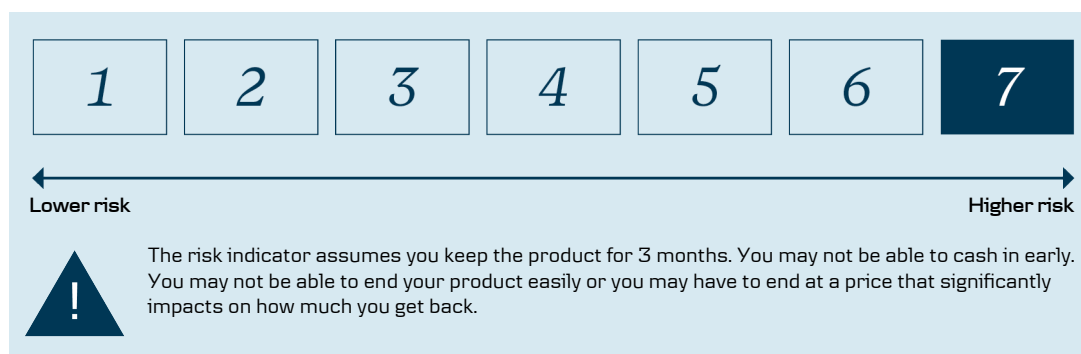 1 2 3 4 5 6 7
Lower risk Higher risk
!
The risk indicator assumes you keep the product for 3 months. You may not be able to cash in early.
You may not be able to end your product easily or you may have to end at a price that significantly
impacts on how much you get back.